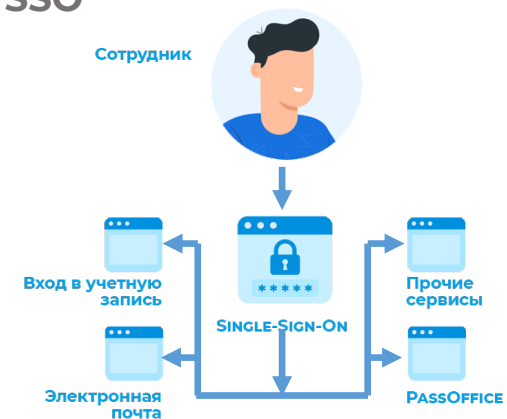 SSO
Сотрудник
*****
Вход в учетную
запись
Прочие
сервисы
SINGLE-SIGN-ON
Электронная
почта
PASSOFFICE